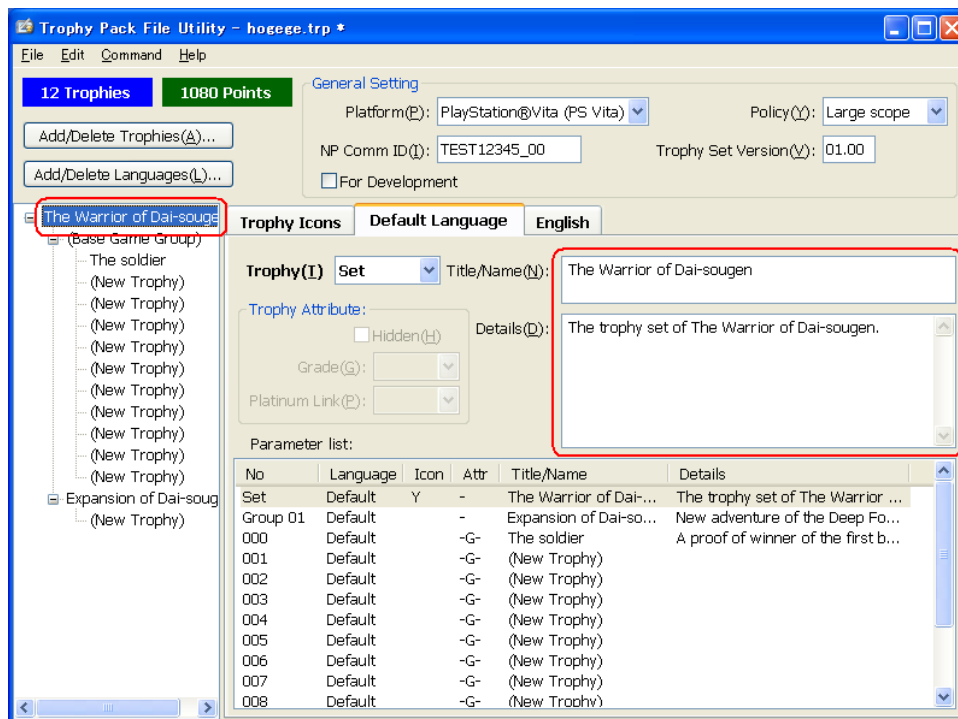 Trophy Pack File Utility - hogege.trp *
File Edit Command Help
12 Trophies 1080 Points
General Setting
Platform(P): PlayStation®Vita (PS Vita) Policy(Y): Large scope
Add/Delete Trophies(A)...
NP Comm ID(I): TEST12345_00 Trophy Set Version(V): 01.00
Add/Delete Languages(L)...
For Development
The Warrior of Dai-souge
(Base Game Group)
The soldier
(New Trophy)
(New Trophy)
(New Trophy)
(New Trophy)
(New Trophy)
(New Trophy)
(New Trophy)
(New Trophy)
(New Trophy)
(New Trophy)
Expansion of Dai-soug
(New Trophy)
Trophy Icons Default Language English
Trophy(T) Set Title/Name(N): The Warrior of Dai-sougen
Trophy Attribute:
Hidden(H)
Grade(G):
Platinum Link(P):
Details(D): The trophy set of The Warrior of Dai-sougen.
Parameter list:
No Language Icon Attr Title/Name Details
Set Default Y - The Warrior of Dai-... The trophy set of The Warrior ...
Group 01 Default - Expansion of Dai-so... New adventure of the Deep Fo...
000 Default -G- The soldier A proof of winner of the first b...
001 Default -G- (New Trophy)
002 Default -G- (New Trophy)
003 Default -G- (New Trophy)
004 Default -G- (New Trophy)
005 Default -G- (New Trophy)
006 Default -G- (New Trophy)
007 Default -G- (New Trophy)
008 Default -G- (New Trophy)